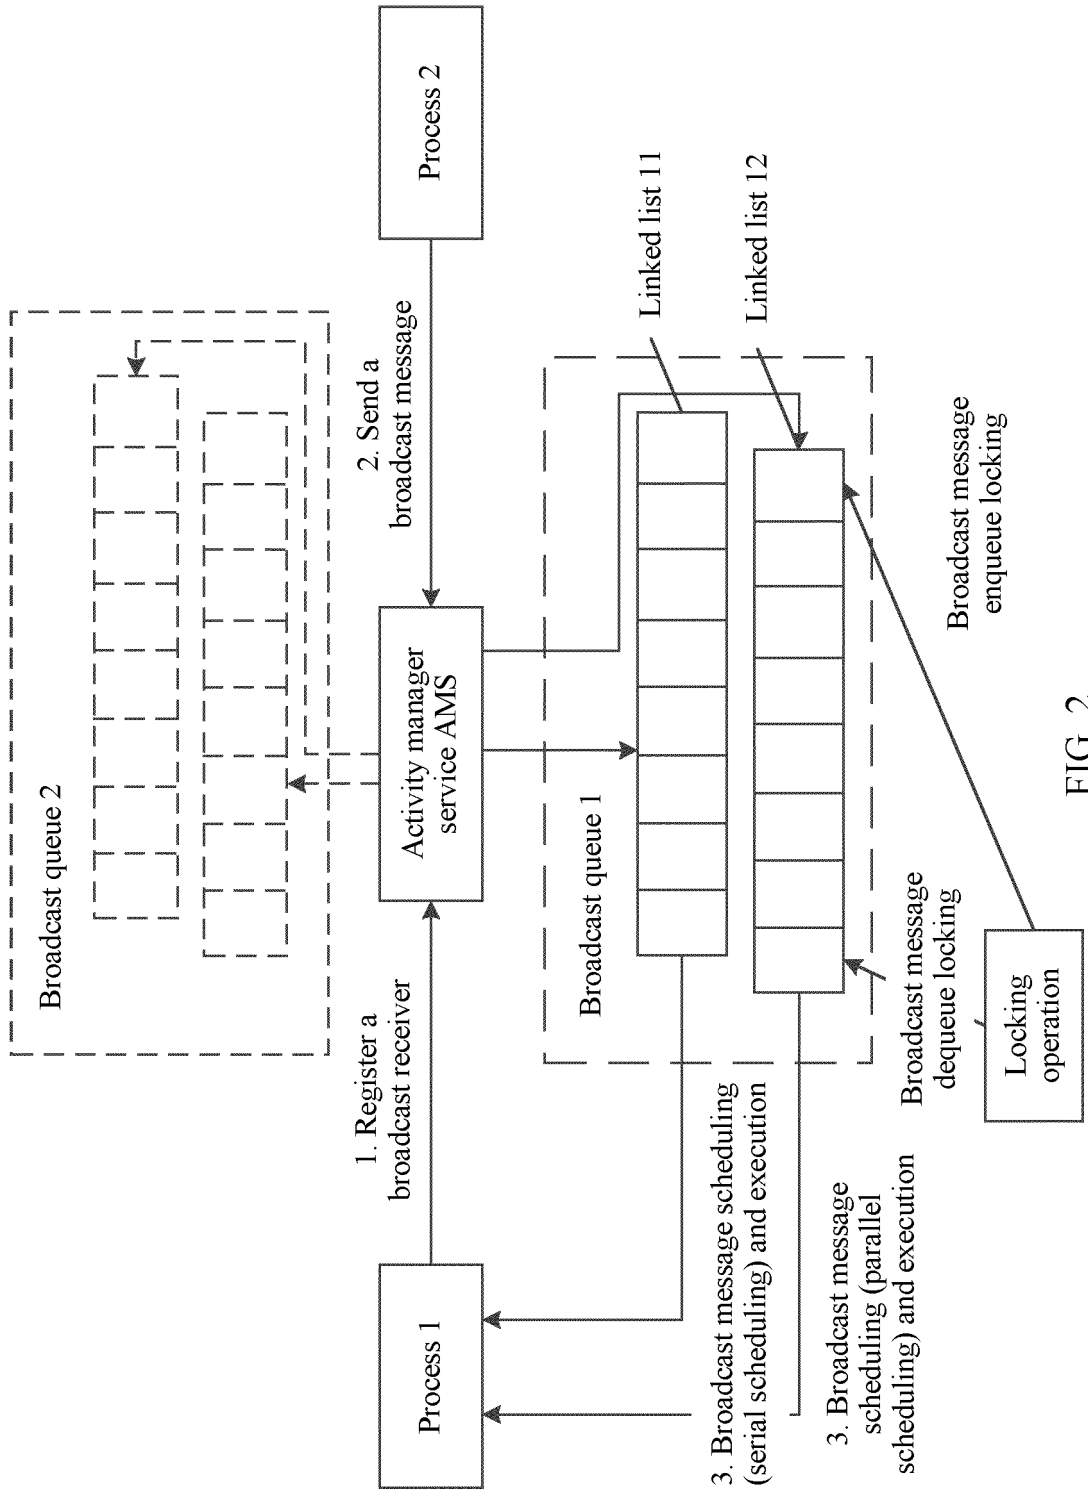 Broadcast queue 2
Process 1
1. Register a
broadcast receiver
Activity manager
service AMS
2. Send a
broadcast message
Process 2
Broadcast queue 1
Linked list 11
Linked list 12
3. Broadcast message scheduling
(serial scheduling) and execution
3. Broadcast message
scheduling (parallel
scheduling) and execution
Broadcast message
dequeue locking
Broadcast message
enqueue locking
Locking
operation
FIG. 2